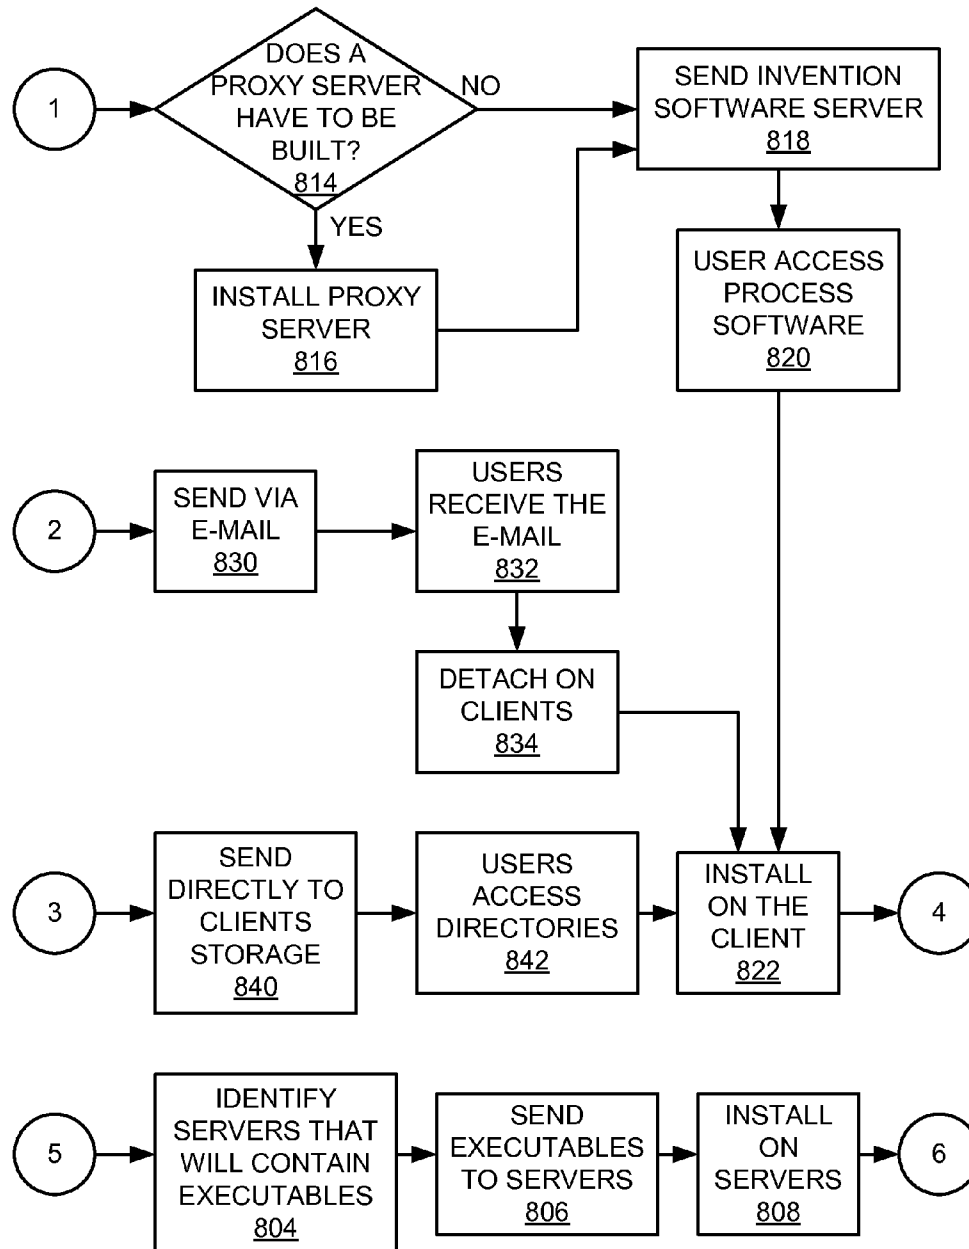 1
DOES A
PROXY SERVER
HAVE TO BE
BUILT?
814
NO
YES
SEND INVENTION
SOFTWARE SERVER
818
INSTALL PROXY
SERVER
816
USER ACCESS
PROCESS
SOFTWARE
820
2
SEND VIA
E-MAIL
830
USERS
RECEIVE THE
E-MAIL
832
DETACH ON
CLIENTS
834
3
SEND
DIRECTLY TO
CLIENTS
STORAGE
840
USERS
ACCESS
DIRECTORIES
842
INSTALL
ON THE
CLIENT
822
4
5
IDENTIFY
SERVERS THAT
WILL CONTAIN
EXECUTABLES
804
SEND
EXECUTABLES
TO SERVERS
806
INSTALL
ON
SERVERS
808
6